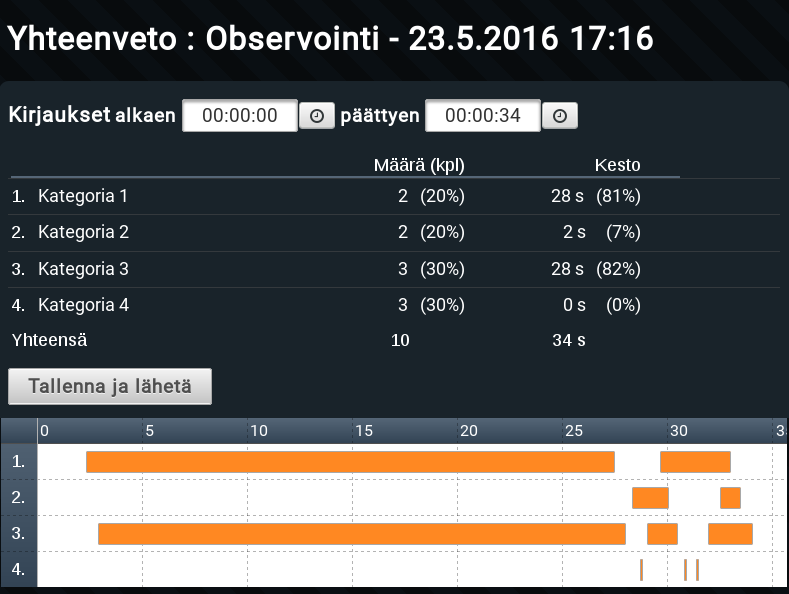 Yhteenveto : Observointi - 23.5.2016 17:16
Kirjaukset alkaen 00:00:00 päättyen 00:00:34
Määrä (kpl) Kesto
1. Kategoria 1 2 (20%) 28 s (81%)
2. Kategoria 2 2 (20%) 2 s (7%)
3. Kategoria 3 3 (30%) 28 s (82%)
4. Kategoria 4 3 (30%) 0 s (0%)
Yhteensä 10 34 s
Tallenna ja lähetä
0 5 10 15 20 25 30
1.
2.
3.
4.